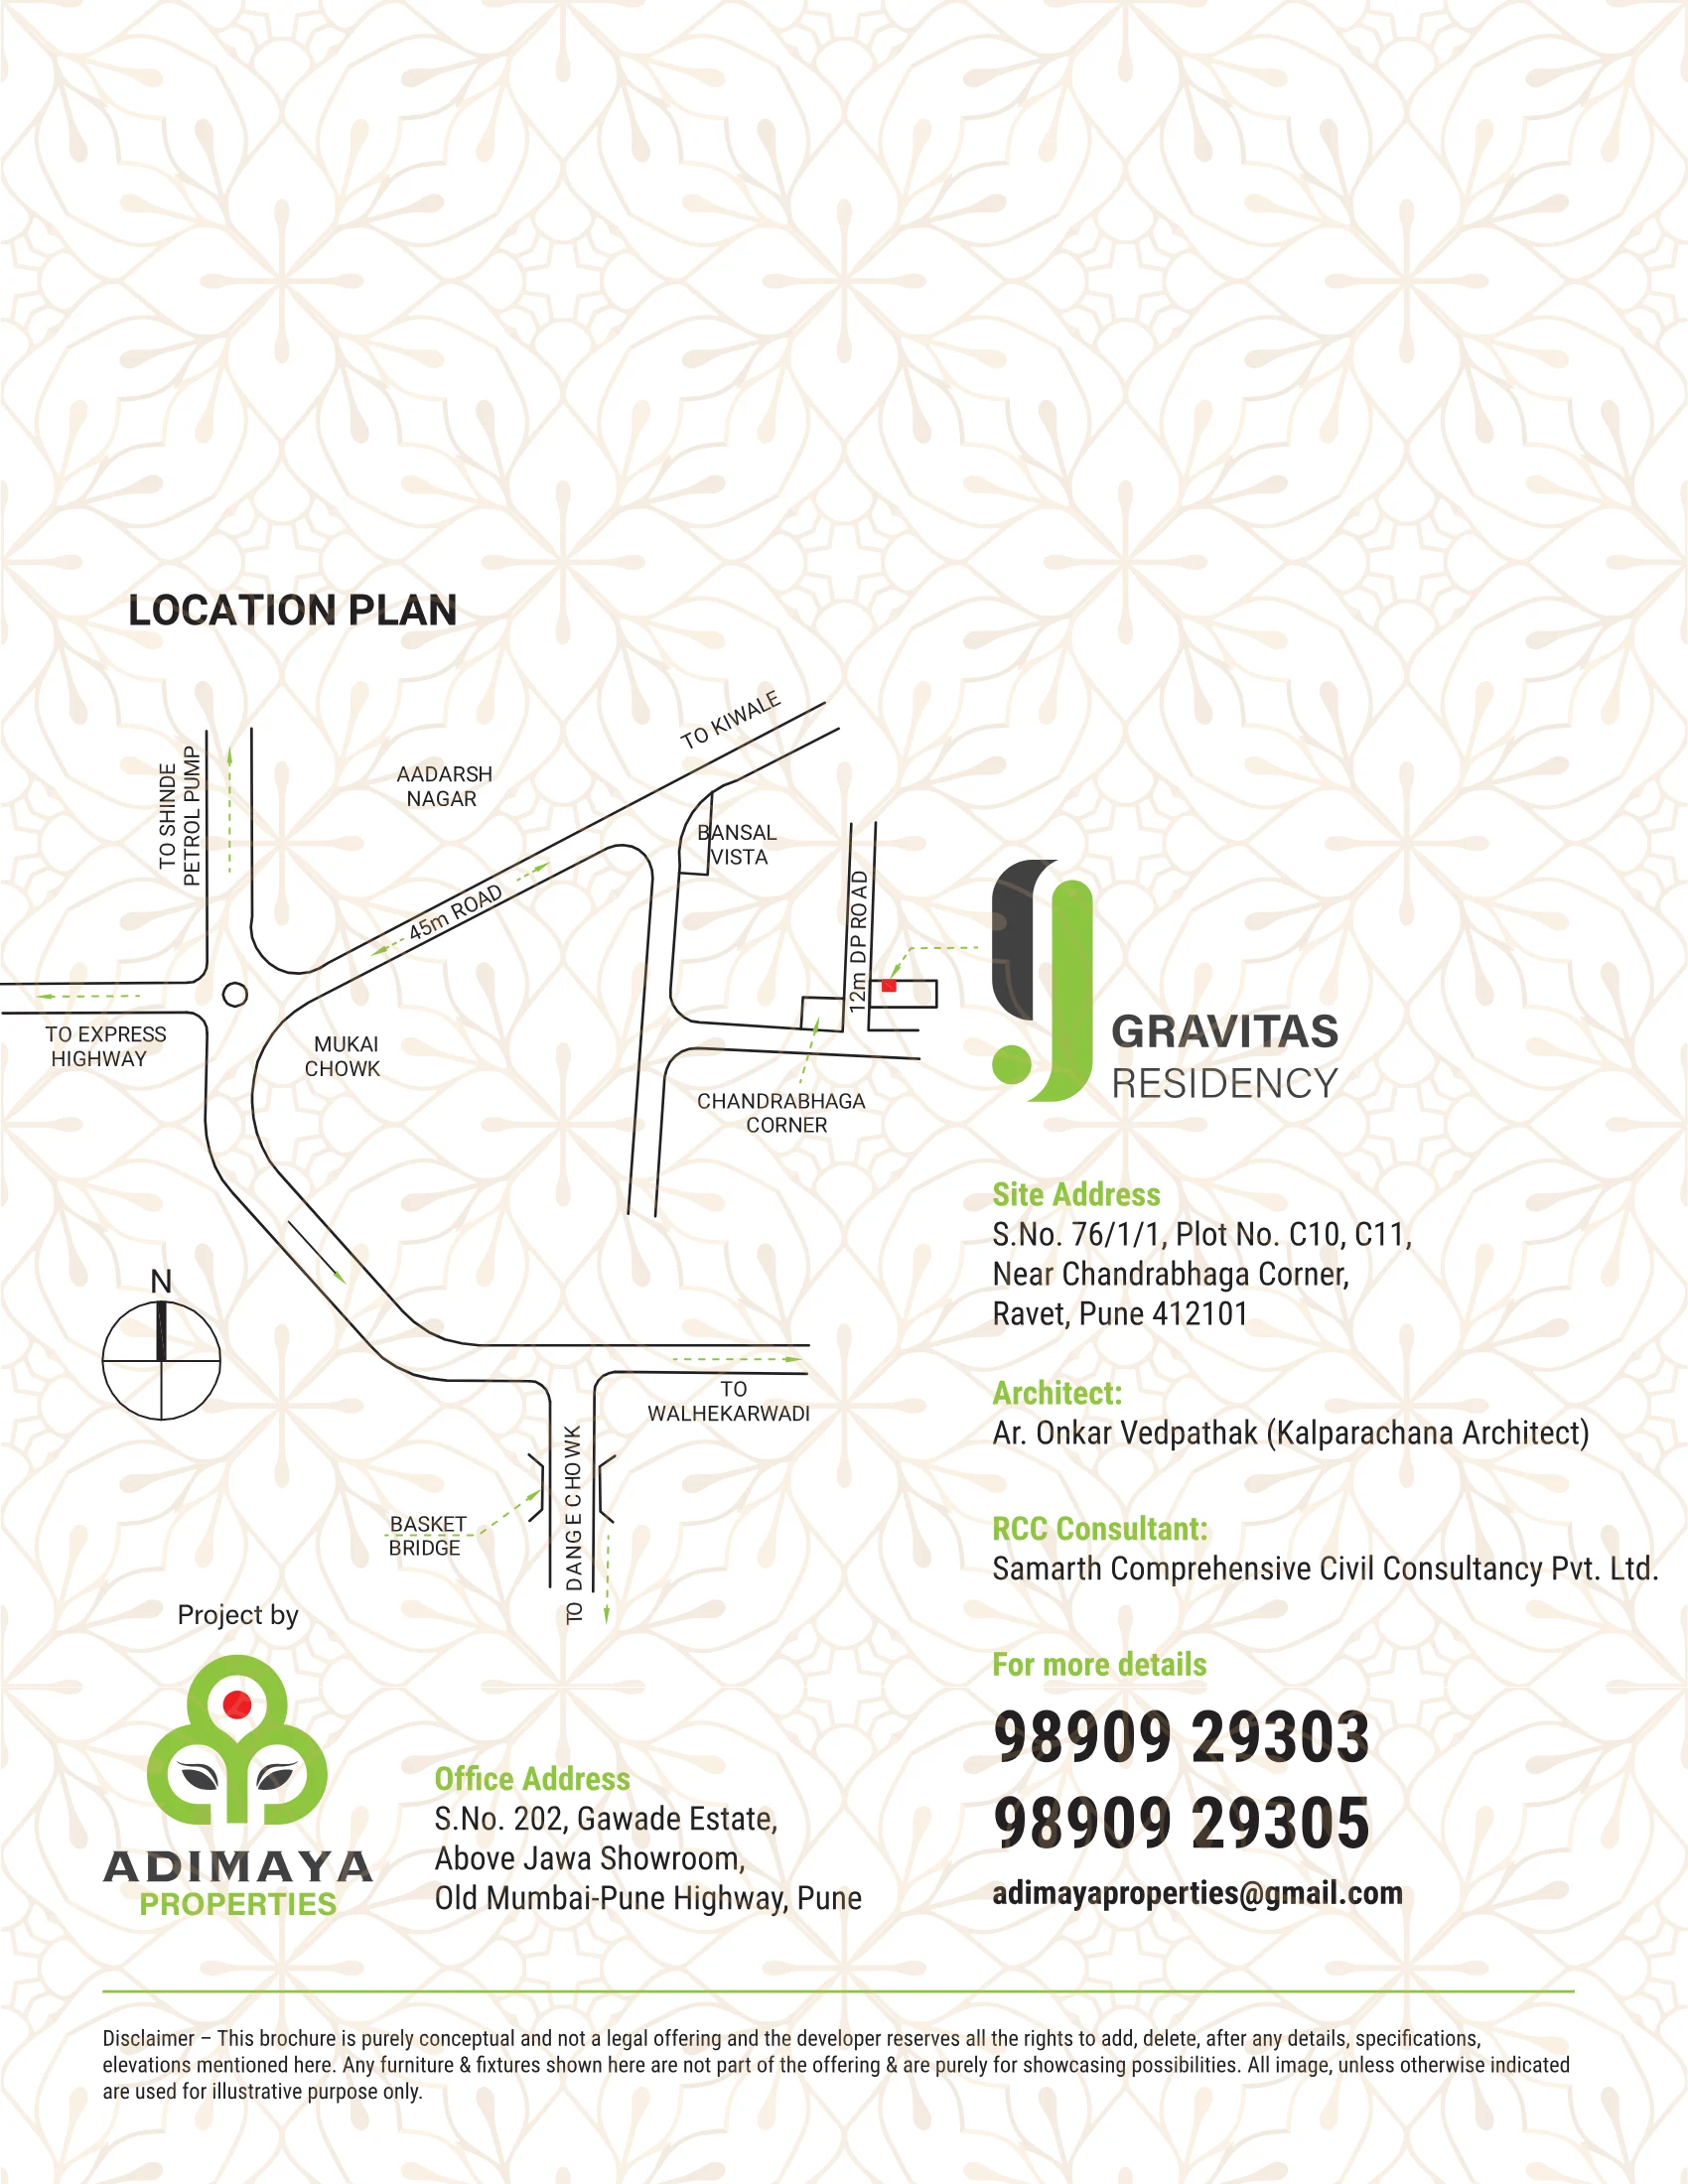 LOCATION PLAN
TO KIWALE
TO SHINDE
PETROL PUMP
AADARSH
NAGAR
BANSAL
VISTA
45m ROAD
12m DP ROAD
TO EXPRESS
HIGHWAY
MUKAI
CHOWK
CHANDRABHAGA
CORNER
GRAVITAS
RESIDENCY
N
TO
WALHEKARWADI
TO DANGE CHOWK
BASKET
BRIDGE
Site Address
S.No. 76/1/1, Plot No. C10, C11,
Near Chandrabhaga Corner,
Ravet, Pune 412101
Architect:
Ar. Onkar Vedpathak (Kalparachana Architect)
RCC Consultant:
Samarth Comprehensive Civil Consultancy Pvt. Ltd.
Project by
ADIMAYA
PROPERTIES
Office Address
S.No. 202, Gawade Estate,
Above Jawa Showroom,
Old Mumbai-Pune Highway, Pune
For more details
98909 29303
98909 29305
adimayaproperties@gmail.com
Disclaimer – This brochure is purely conceptual and not a legal offering and the developer reserves all the rights to add, delete, after any details, specifications,
elevations mentioned here. Any furniture & fixtures shown here are not part of the offering & are purely for showcasing possibilities. All image, unless otherwise indicated
are used for illustrative purpose only.